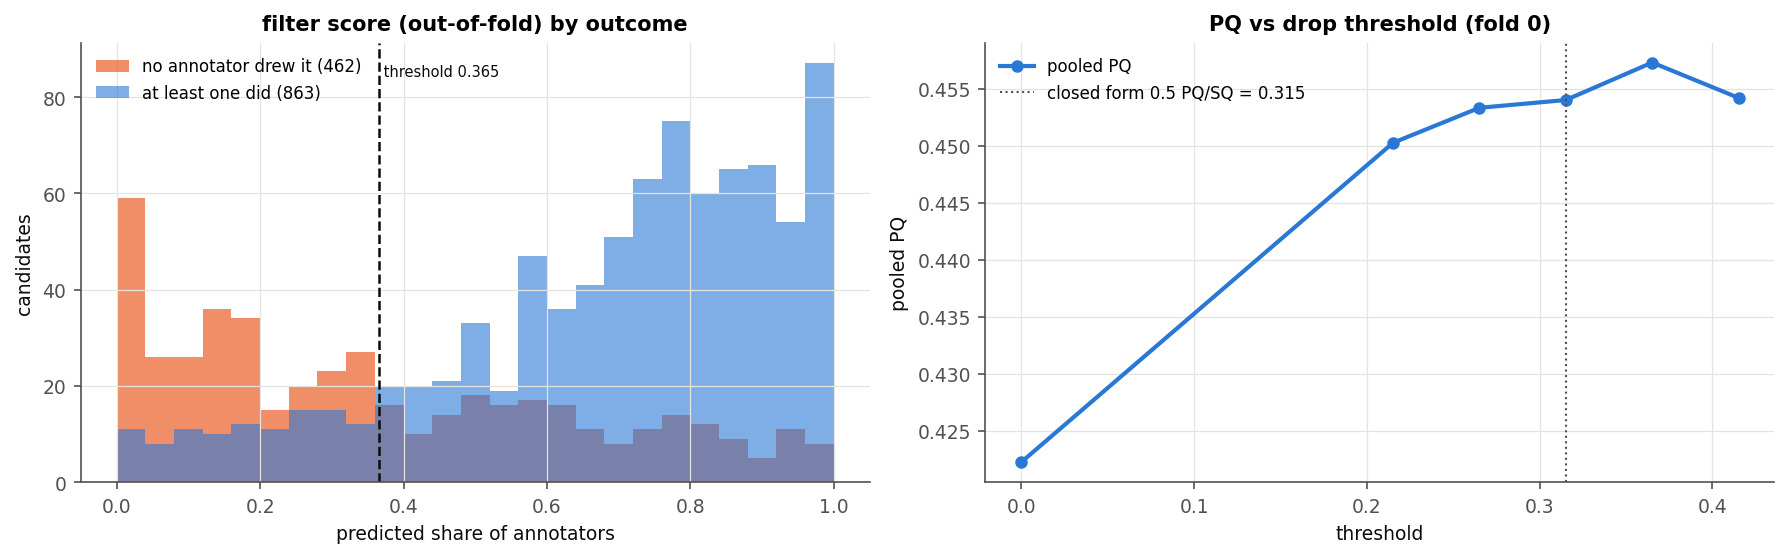 filter score (out-of-fold) by outcome
no annotator drew it (462)
at least one did (863)
threshold 0.365
80
60
40
20
0
candidates
0.0 0.2 0.4 0.6 0.8 1.0
predicted share of annotators
PQ vs drop threshold (fold 0)
pooled PQ
closed form 0.5 PQ/SQ = 0.315
0.455
0.450
0.445
0.440
0.435
0.430
0.425
pooled PQ
0.0 0.1 0.2 0.3 0.4
threshold